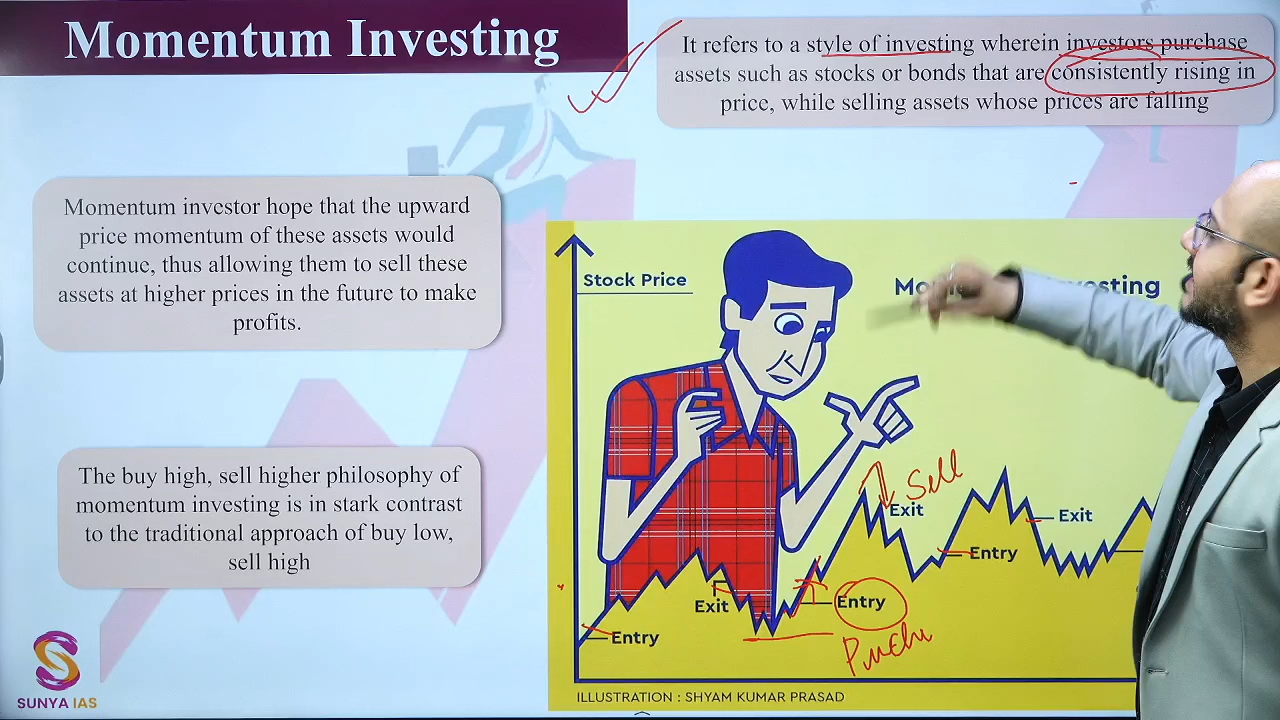 Momentum Investing
It refers to a style of investing wherein investors purchase
assets such as stocks or bonds that are consistently rising in
price, while selling assets whose prices are falling
Momentum investor hope that the upward
price momentum of these assets would
continue, thus allowing them to sell these
assets at higher prices in the future to make
profits.
The buy high, sell higher philosophy of
momentum investing is in stark contrast
to the traditional approach of buy low,
sell high
Stock Price
Sell
Exit
Exit
Entry
Exit
Entry
Entry
ILLUSTRATION : SHYAM KUMAR PRASAD
SUNYA IAS